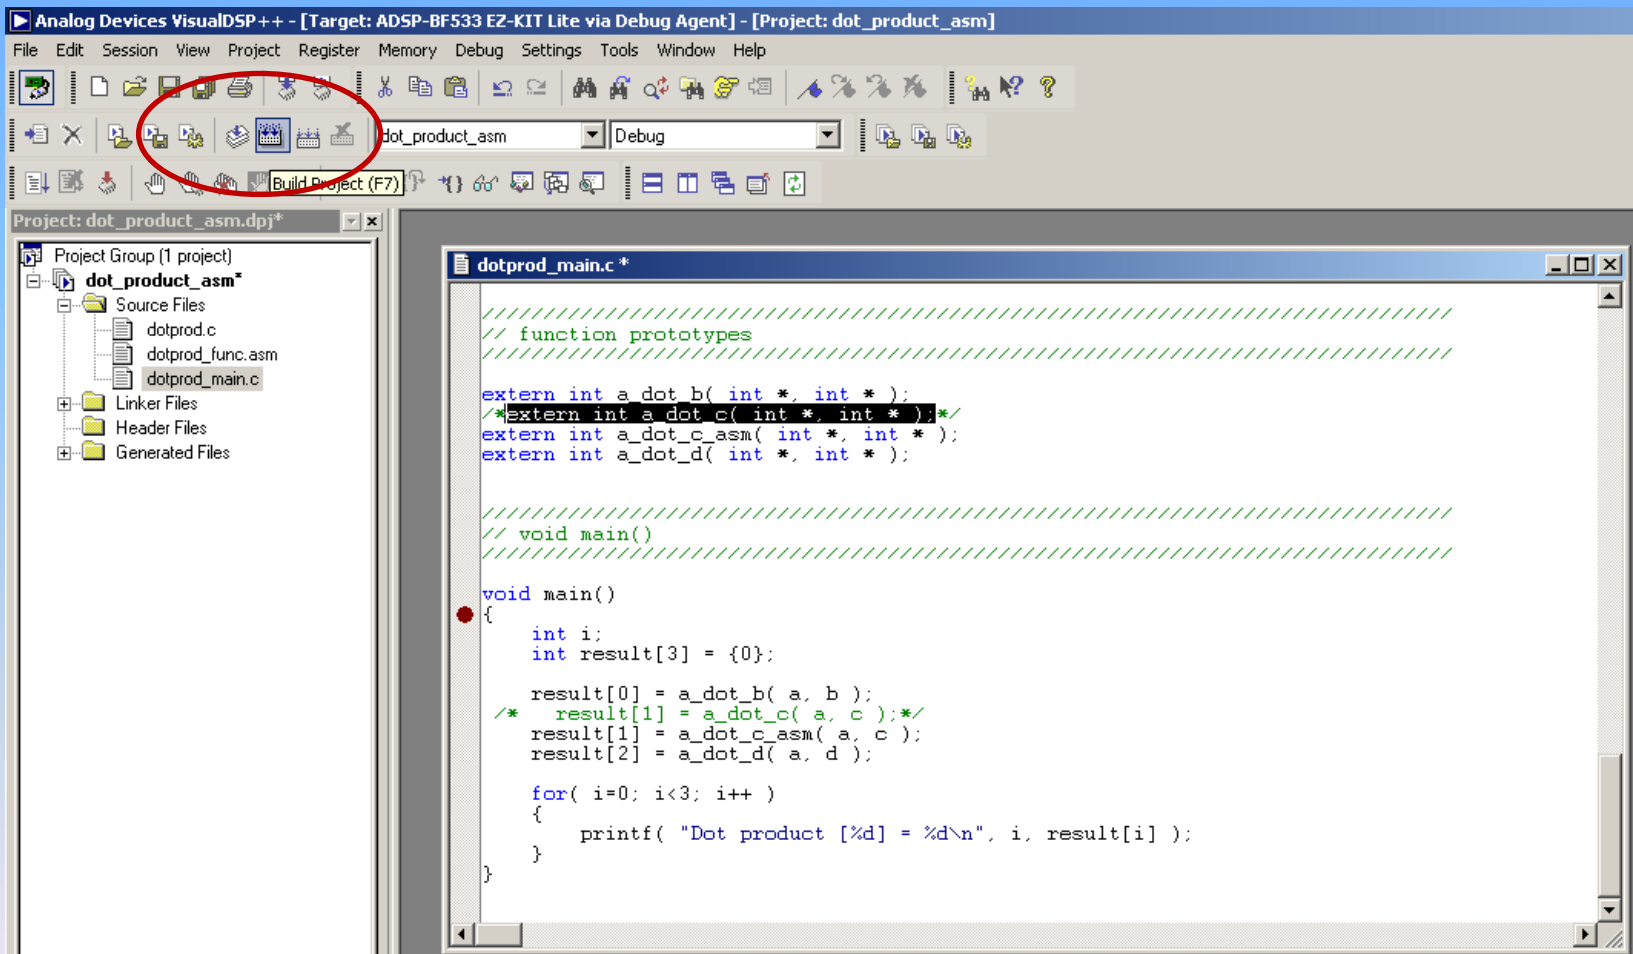 Analog Devices VisualDSP++ - [Target: ADSP-BF533 EZ-KIT Lite via Debug Agent] - [Project: dot_product_asm]
File Edit Session View Project Register Memory Debug Settings Tools Window Help
dot_product_asm Debug
Build Project (F7)
Project: dot_product_asm.dpj*
Project Group (1 project)
dot_product_asm*
Source Files
dotprod.c
dotprod_func.asm
dotprod_main.c
Linker Files
Header Files
Generated Files
dotprod_main.c *
///////////////////////////////////////////////////////////////////////////////
// function prototypes
///////////////////////////////////////////////////////////////////////////////
extern int a_dot_b( int *, int * );
/*extern int a_dot_c( int *, int * );*/
extern int a_dot_c_asm( int *, int * );
extern int a_dot_d( int *, int * );
///////////////////////////////////////////////////////////////////////////////
// void main()
///////////////////////////////////////////////////////////////////////////////
void main()
{
    int i;
    int result[3] = {0};
    result[0] = a_dot_b( a, b );
 /*   result[1] = a_dot_c( a, c );*/
    result[1] = a_dot_c_asm( a, c );
    result[2] = a_dot_d( a, d );
    for( i=0; i<3; i++ )
    {
        printf( "Dot product [%d] = %d\n", i, result[i] );
    }
}